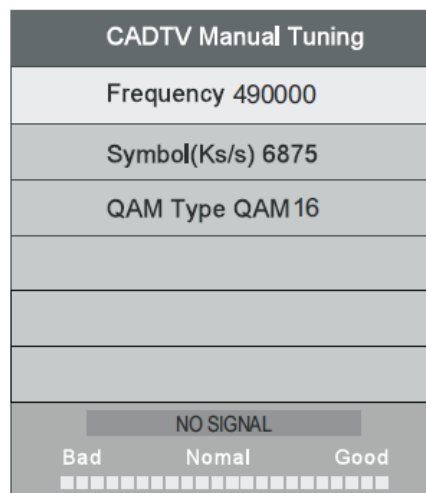 CADTV Manual Tuning
Frequency 490000
Symbol(Ks/s) 6875
QAM Type QAM16
NO SIGNAL
Bad Nomal Good